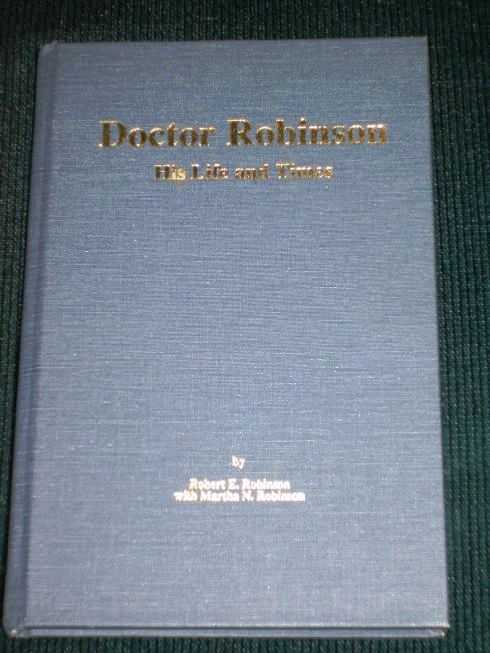 Doctor Robinson
His Life and Times
by
Robert E. Robinson
with Martha N. Robinson